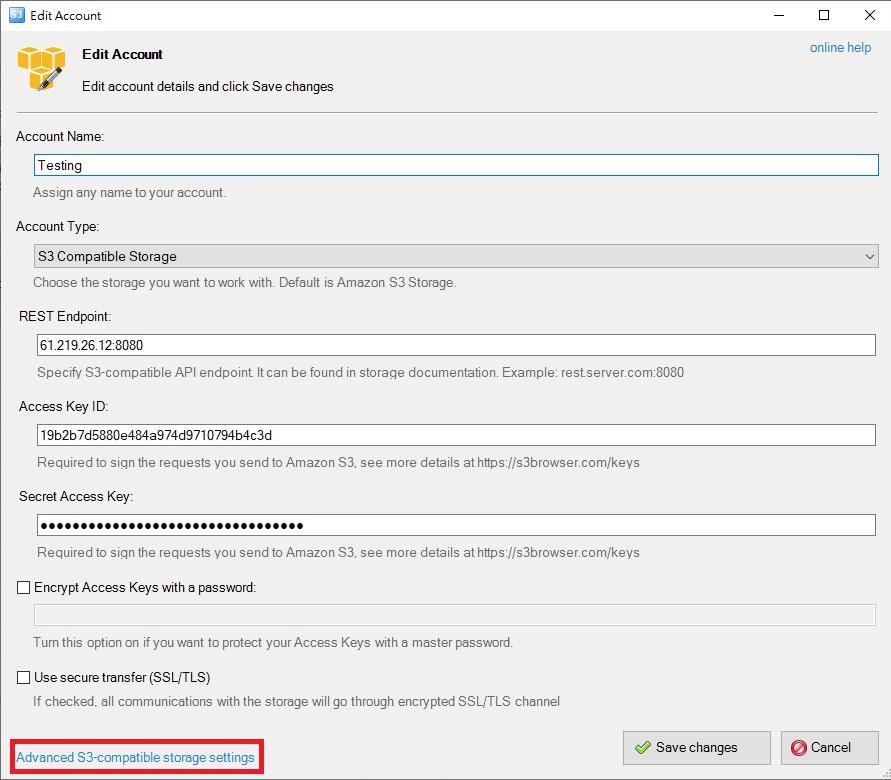 S3 Edit Account
Edit Account
online help
Edit account details and click Save changes
Account Name:
Testing
Assign any name to your account.
Account Type:
S3 Compatible Storage
Choose the storage you want to work with. Default is Amazon S3 Storage.
REST Endpoint:
61.219.26.12:8080
Specify S3-compatible API endpoint. It can be found in storage documentation. Example: rest.server.com:8080
Access Key ID:
19b2b7d5880e484a974d9710794b4c3d
Required to sign the requests you send to Amazon S3, see more details at https://s3browser.com/keys
Secret Access Key:
●●●●●●●●●●●●●●●●●●●●●●●●●●●●●●●●
Required to sign the requests you send to Amazon S3, see more details at https://s3browser.com/keys
Encrypt Access Keys with a password:
Turn this option on if you want to protect your Access Keys with a master password.
Use secure transfer (SSL/TLS)
If checked, all communications with the storage will go through encrypted SSL/TLS channel
Advanced S3-compatible storage settings
Save changes
Cancel